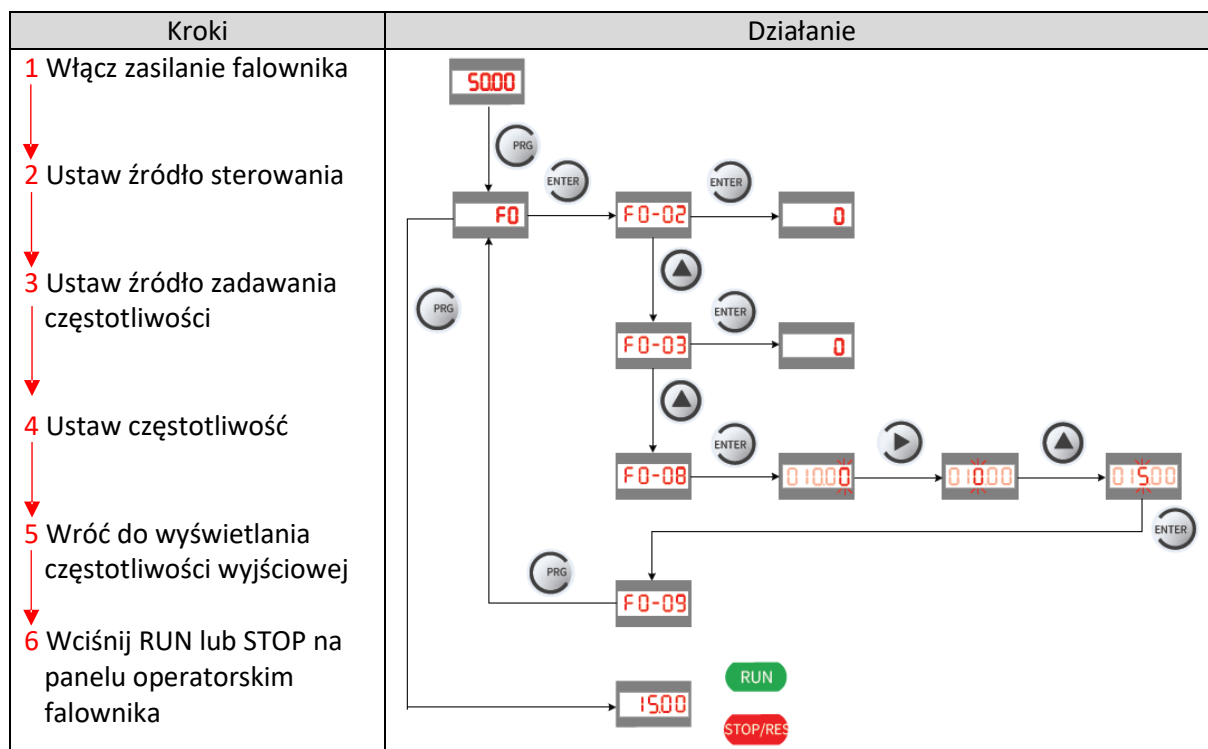 Kroki
Działanie
1 Włącz zasilanie falownika
2 Ustaw źródło sterowania
3 Ustaw źródło zadawania
częstotliwości
4 Ustaw częstotliwość
5 Wróć do wyświetlania
częstotliwości wyjściowej
6 Wciśnij RUN lub STOP na
panelu operatorskim
falownika
50.00
PRG
ENTER
ENTER
F0
F0-02
0
PRG
ENTER
F0-03
0
ENTER
F0-08
010.00
010.00
015.00
ENTER
PRG
F0-09
15.00
RUN
STOP/RES